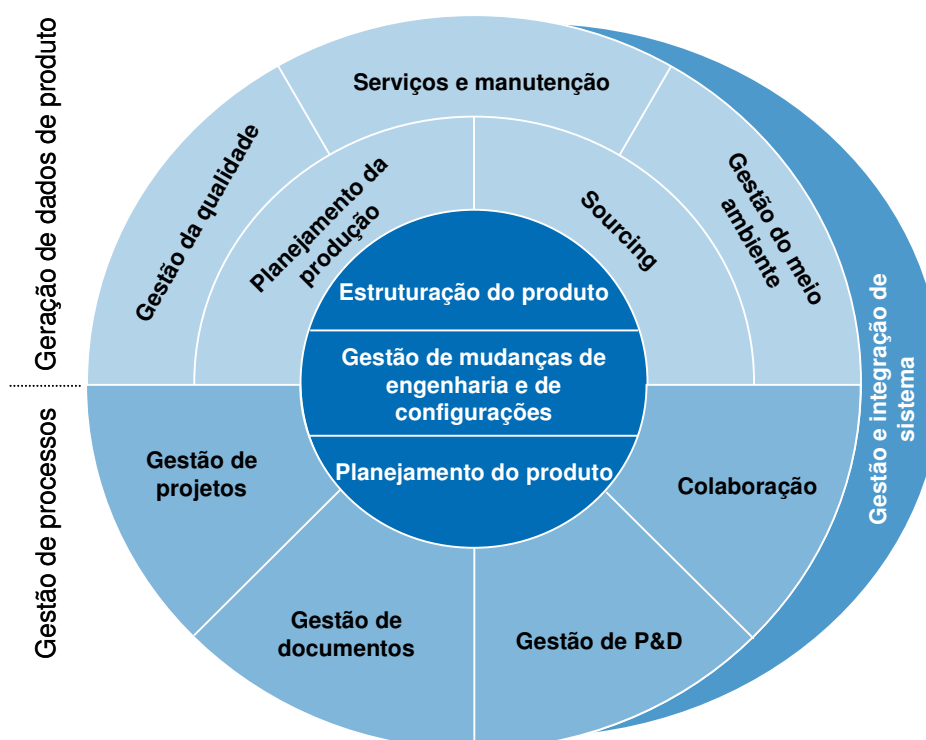 Geração de dados de produto
Gestão de processos
Serviços e manutenção
Gestão da qualidade
Planejamento da
produção
Sourcing
Gestão do meio
ambiente
Estruturação do produto
Gestão de mudanças de
engenharia e de
configurações
Planejamento do produto
Gestão de
projetos
Gestão de
documentos
Gestão de P&D
Colaboração
Gestão e integração de
sistema